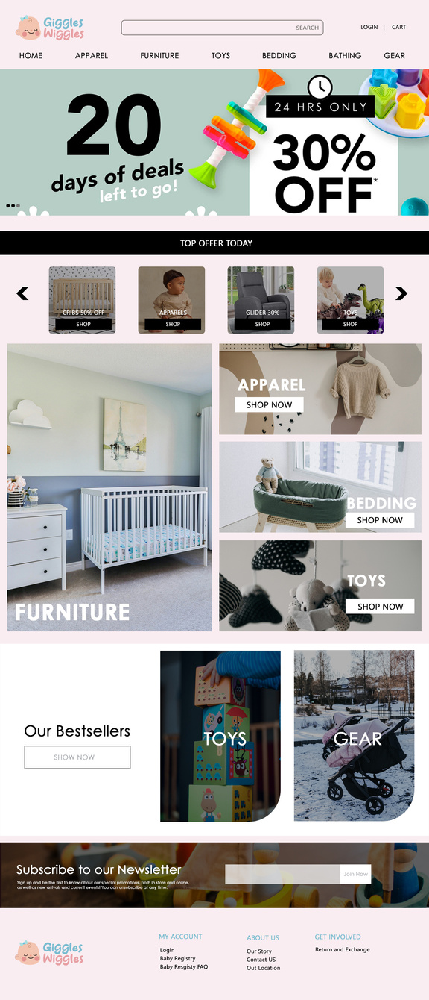 Giggles
Wiggles
SEARCH
LOGIN | CART
HOME APPAREL FURNITURE TOYS BEDDING BATHING GEAR
20
days of deals
left to go!
24 HRS ONLY
30%
OFF*
TOP OFFER TODAY
CRIBS 50% OFF
SHOP
APPARELS
SHOP
GLIDER 30%
SHOP
TOYS
SHOP
FURNITURE
APPAREL
SHOP NOW
BEDDING
SHOP NOW
TOYS
SHOP NOW
Our Bestsellers
SHOW NOW
TOYS
GEAR
Subscribe to our Newsletter
Sign up and be the first to know about our special promotions, both in store and online,
as well as new arrivals and current events! You can unsubscribe at any time.
Join Now
Giggles
Wiggles
MY ACCOUNT
Login
Baby Registry
Baby Resgisty FAQ
ABOUT US
Our Story
Contact US
Out Location
GET INVOLVED
Return and Exchange